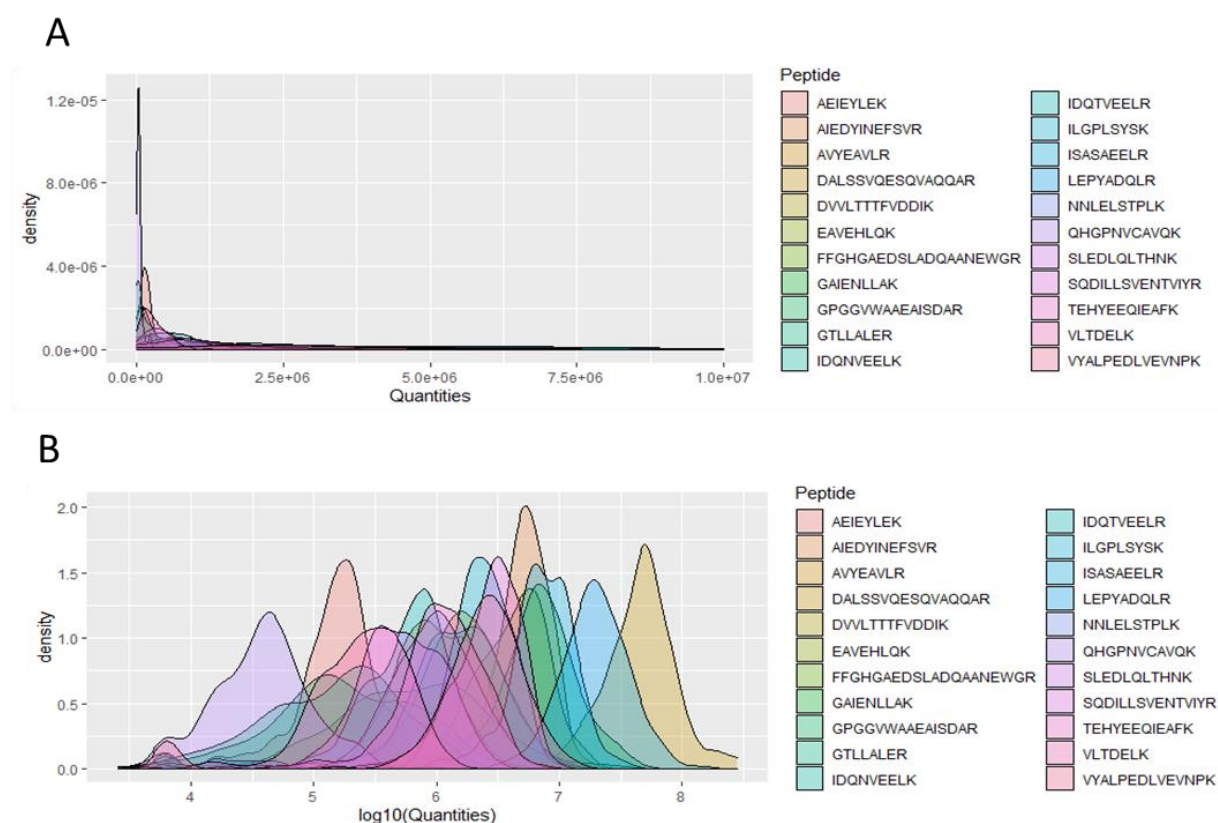 A
Peptide
AEIEYLEK
AIEDYINEFSVR
AVYEAVLR
DALSSVQESQVAQQAR
DVVLTTTFVDDIK
EAVEHLQK
FFGHGAEDSLADQAANEWGR
GAIENLLAK
GPGGVWAAEAISDAR
GTLLALER
IDQNVEELK
IDQTVEELR
ILGPLSYSK
ISASAEELR
LEPYADQLR
NNLELSTPLK
QHGPNVCAVQK
SLEDLQLTHNK
SQDILLSVENTVIYR
TEHYEEQIEAFK
VLTDELK
VYALPEDLVEVNPK
1.2e-05
8.0e-06
4.0e-06
0.0e+00
density
0.0e+00 2.5e+06 5.0e+06 7.5e+06 1.0e+07
Quantities
B
Peptide
AEIEYLEK
AIEDYINEFSVR
AVYEAVLR
DALSSVQESQVAQQAR
DVVLTTTFVDDIK
EAVEHLQK
FFGHGAEDSLADQAANEWGR
GAIENLLAK
GPGGVWAAEAISDAR
GTLLALER
IDQNVEELK
IDQTVEELR
ILGPLSYSK
ISASAEELR
LEPYADQLR
NNLELSTPLK
QHGPNVCAVQK
SLEDLQLTHNK
SQDILLSVENTVIYR
TEHYEEQIEAFK
VLTDELK
VYALPEDLVEVNPK
2.0
1.5
1.0
0.5
0.0
density
4 5 6 7 8
log10(Quantities)